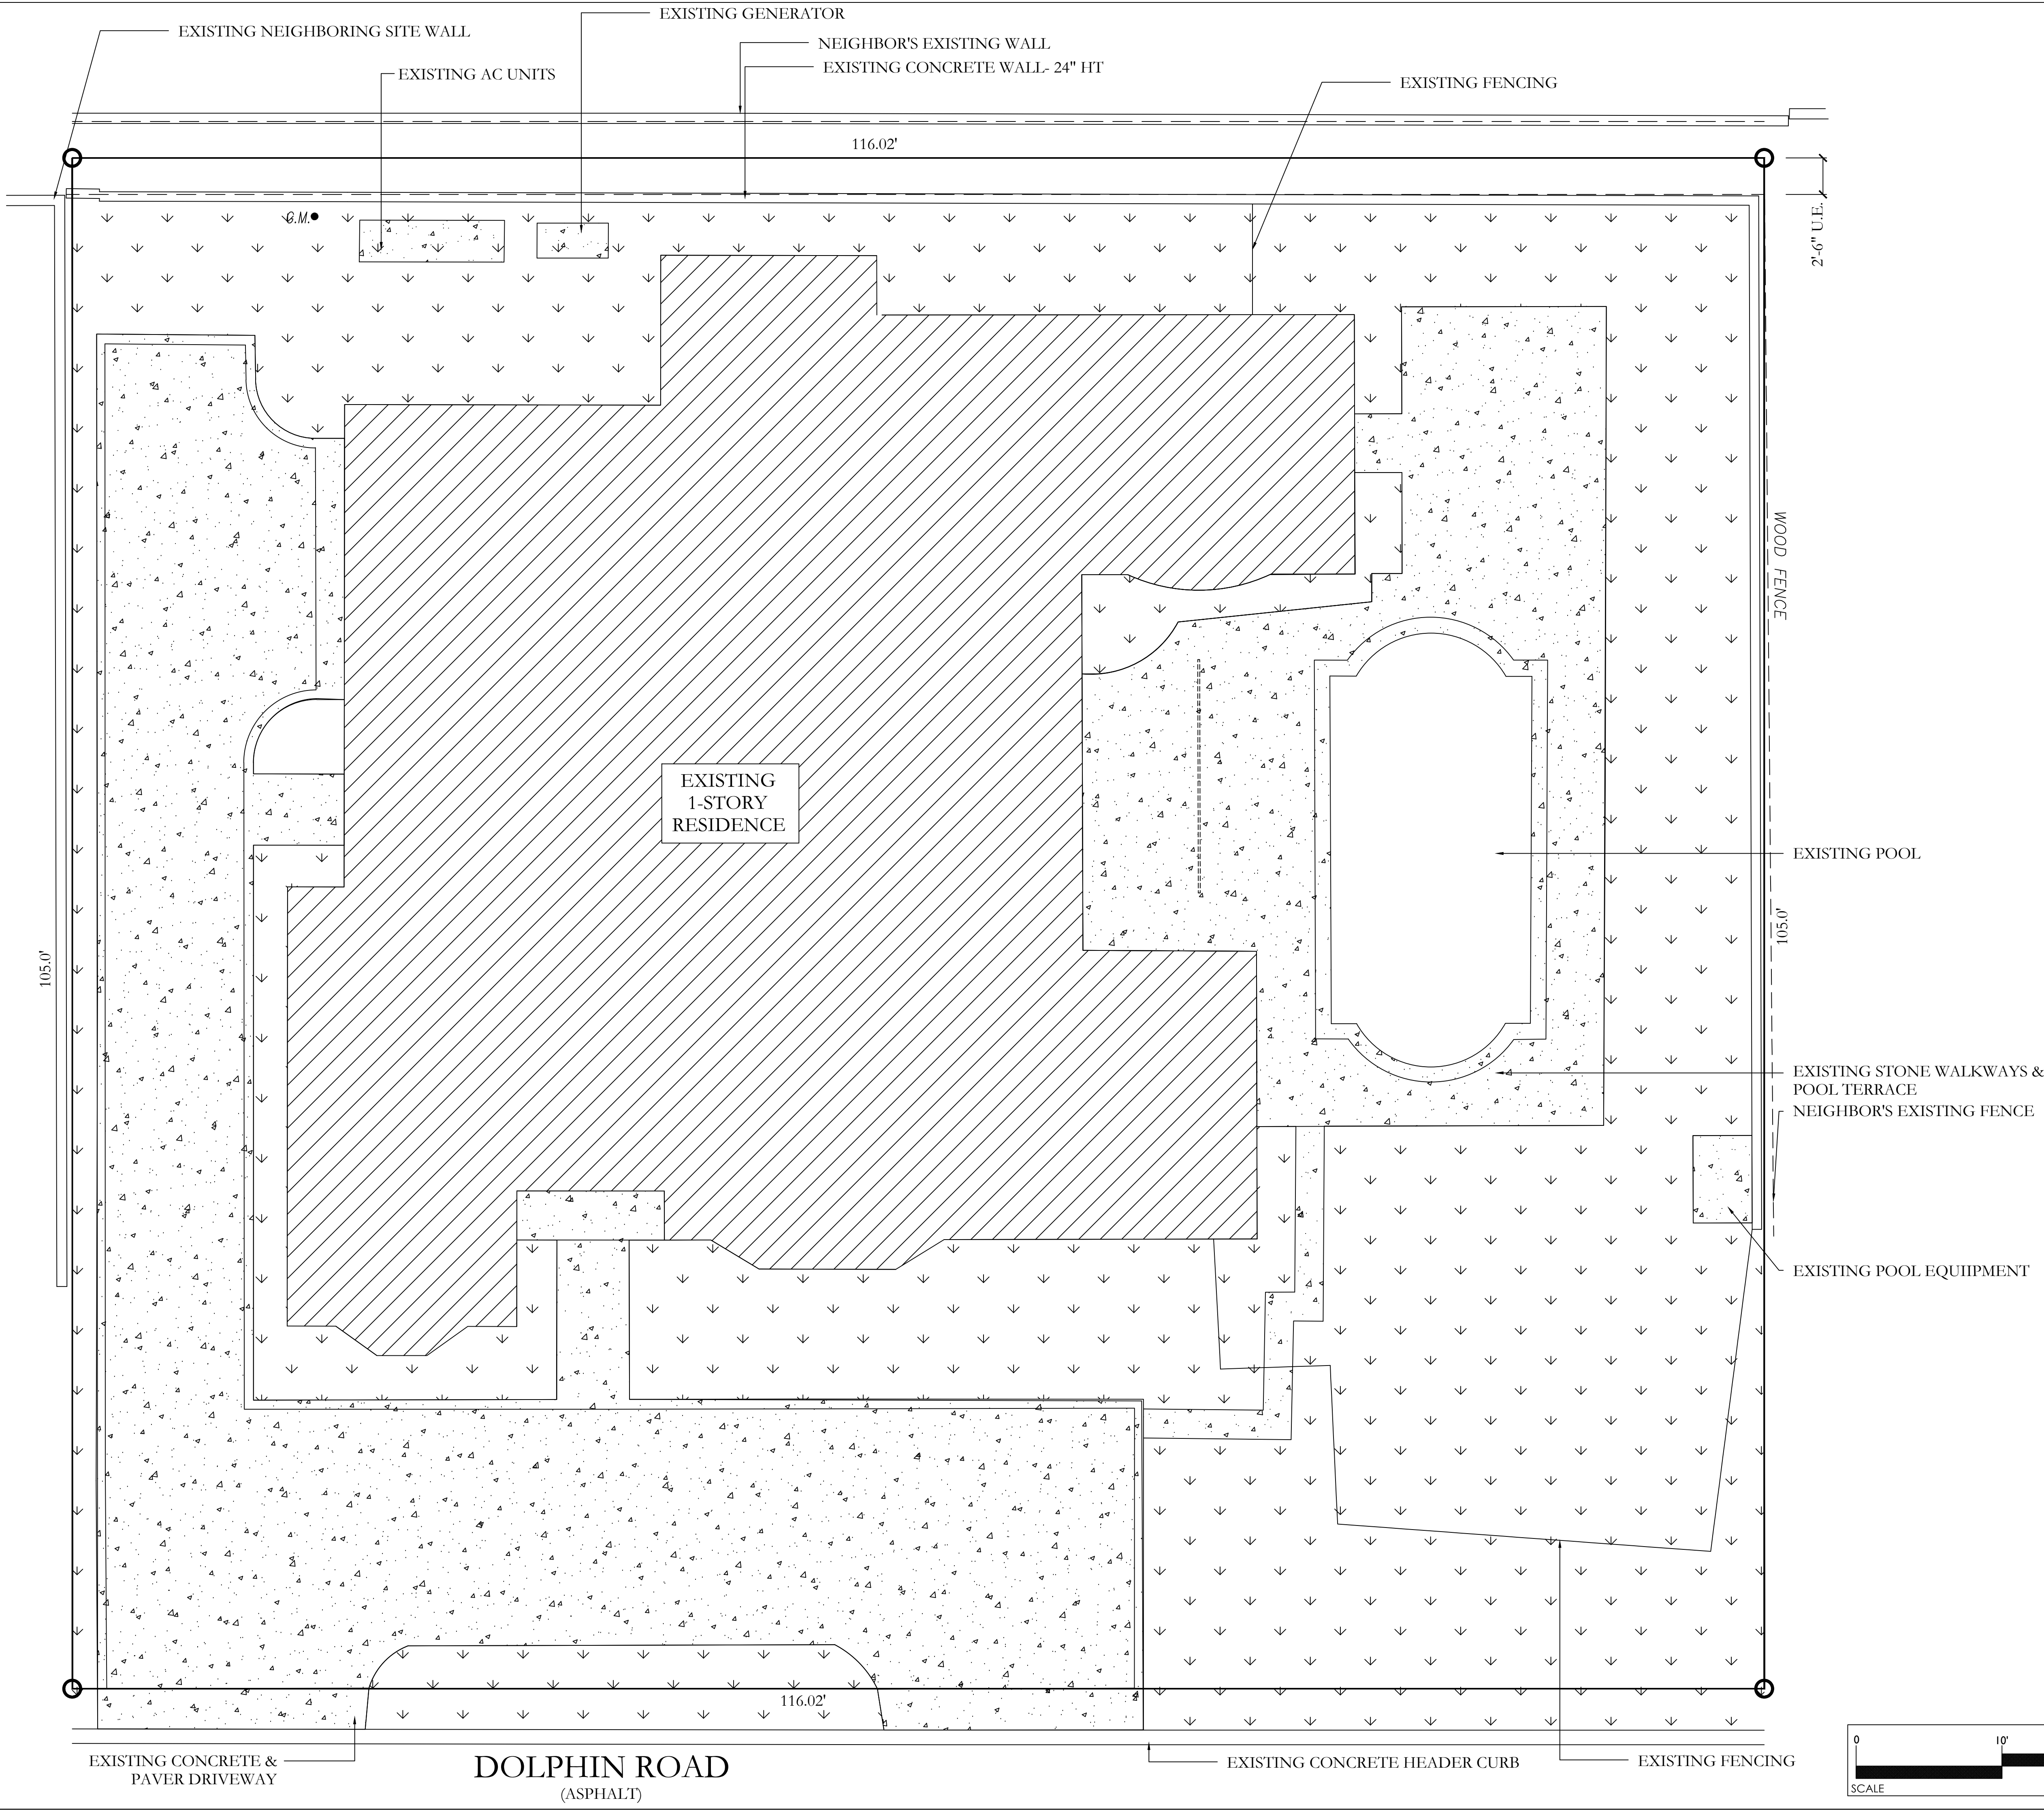 EXISTING GENERATOR
EXISTING NEIGHBORING SITE WALL
NEIGHBOR'S EXISTING WALL
EXISTING CONCRETE WALL- 24" HT
EXISTING AC UNITS
EXISTING FENCING
116.02'
2'-6" U.E.
G.M.
WOOD FENCE
EXISTING
1-STORY
RESIDENCE
EXISTING POOL
105.0'
105.0'
EXISTING STONE WALKWAYS &
POOL TERRACE
NEIGHBOR'S EXISTING FENCE
EXISTING POOL EQUIIPMENT
116.02'
EXISTING CONCRETE &
PAVER DRIVEWAY
DOLPHIN ROAD
(ASPHALT)
EXISTING CONCRETE HEADER CURB
EXISTING FENCING
0 10'
SCALE